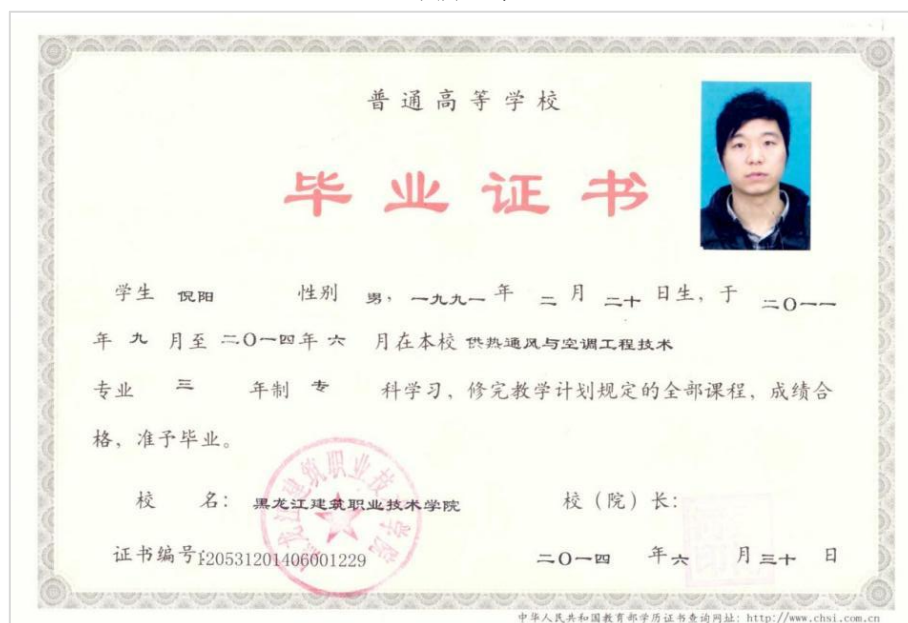 普通高等学校
毕业证书
学生 倪阳 性别 男，一九九一 年 二 月 二十 日生，于 二〇一一
年 九 月至 二〇一四年 六 月在本校 供热通风与空调工程技术
专业 三 年制 专 科学习，修完教学计划规定的全部课程，成绩合
格，准予毕业。
校 名：黑龙江建筑职业技术学院 校（院）长：
证书编号：120531201406001229 二〇一四 年 六 月 三十 日
中华人民共和国教育部学历证书查询网址：http://www.chsi.com.cn